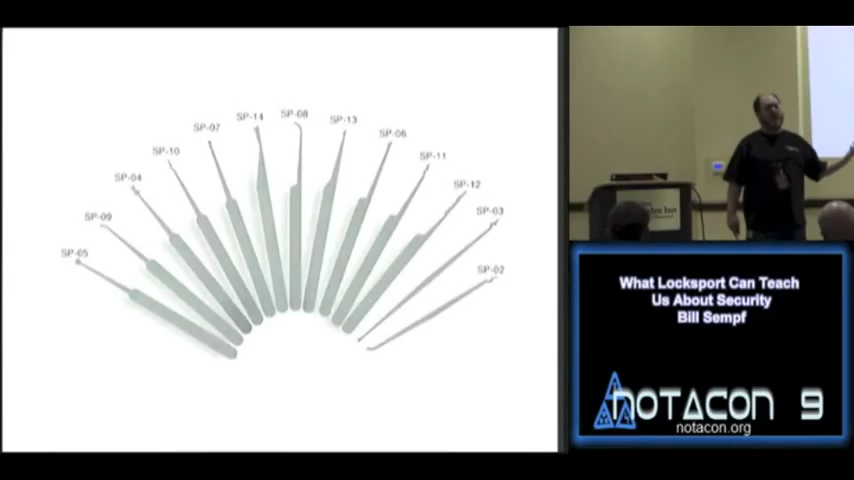 SP-05
SP-09
SP-04
SP-10
SP-07
SP-14
SP-08
SP-13
SP-06
SP-11
SP-12
SP-03
SP-02
What Locksport Can Teach
Us About Security
Bill Sempf
NOTACON 9
notacon.org